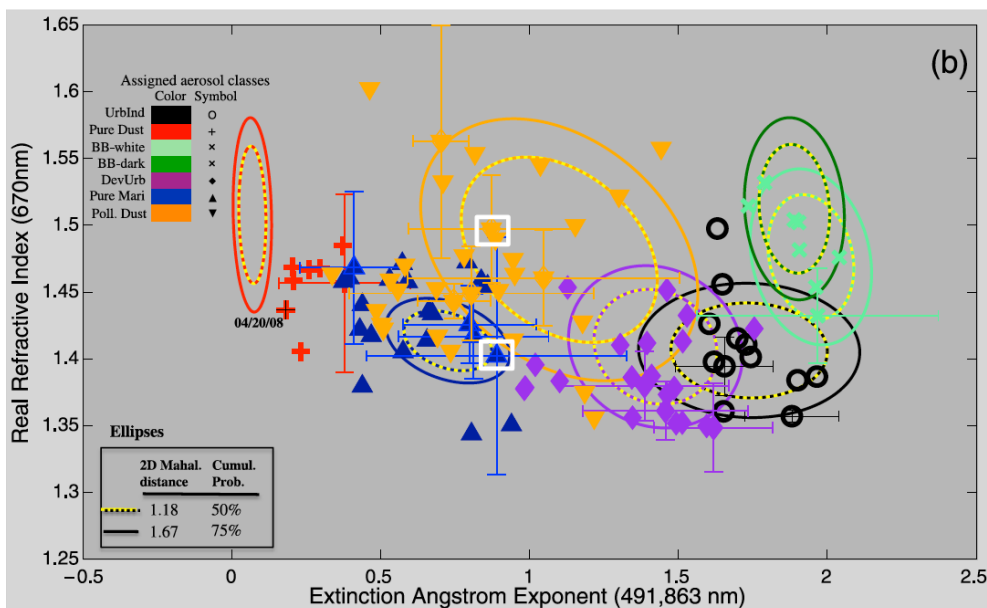 (b)
Assigned aerosol classes
Color Symbol
UrbInd
Pure Dust
BB-white
BB-dark
DevUrb
Pure Mari
Poll. Dust
04/20/08
Ellipses
2D Mahal. distance Cumul. Prob.
1.18 50%
1.67 75%
Real Refractive Index (670nm)
1.65
1.6
1.55
1.5
1.45
1.4
1.35
1.3
1.25
−0.5 0 0.5 1 1.5 2 2.5
Extinction Angstrom Exponent (491,863 nm)